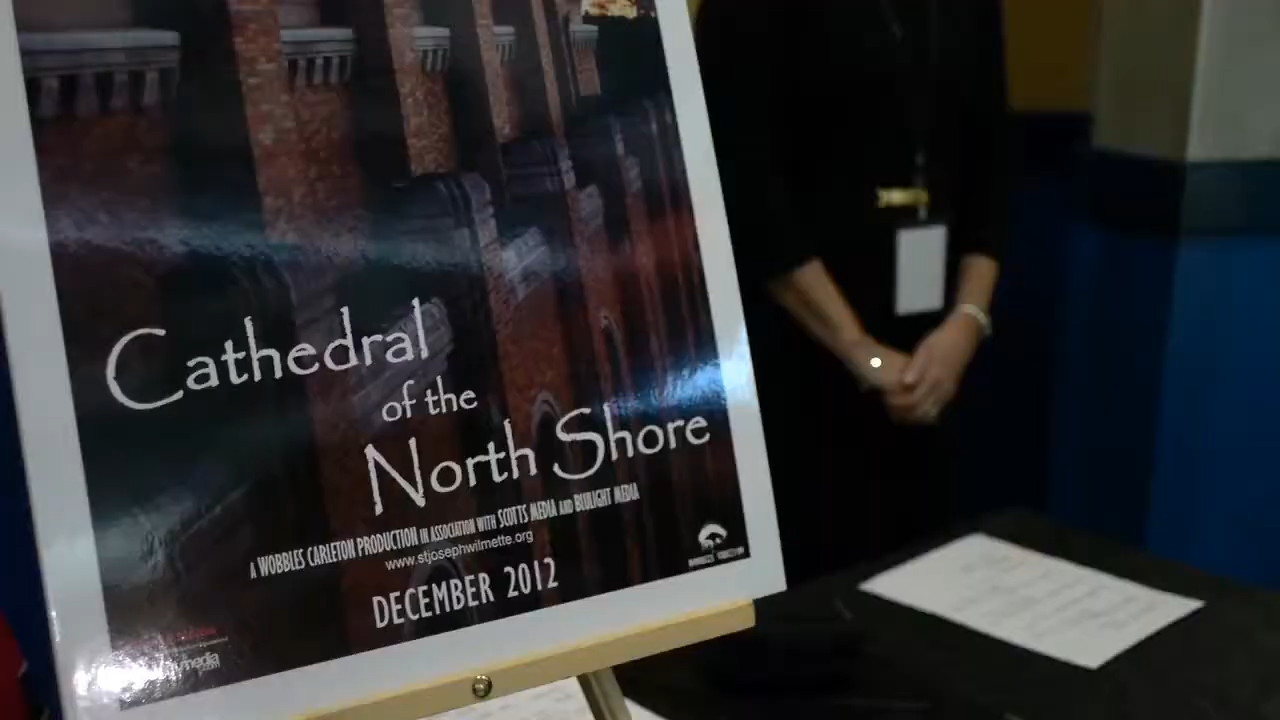 Cathedral
of the
North Shore
A WOBBLES CARLETON PRODUCTION IN ASSOCIATION WITH SCOTTS MEDIA AND BLULIGHT MEDIA
www.stjosephwilmette.org
DECEMBER 2012